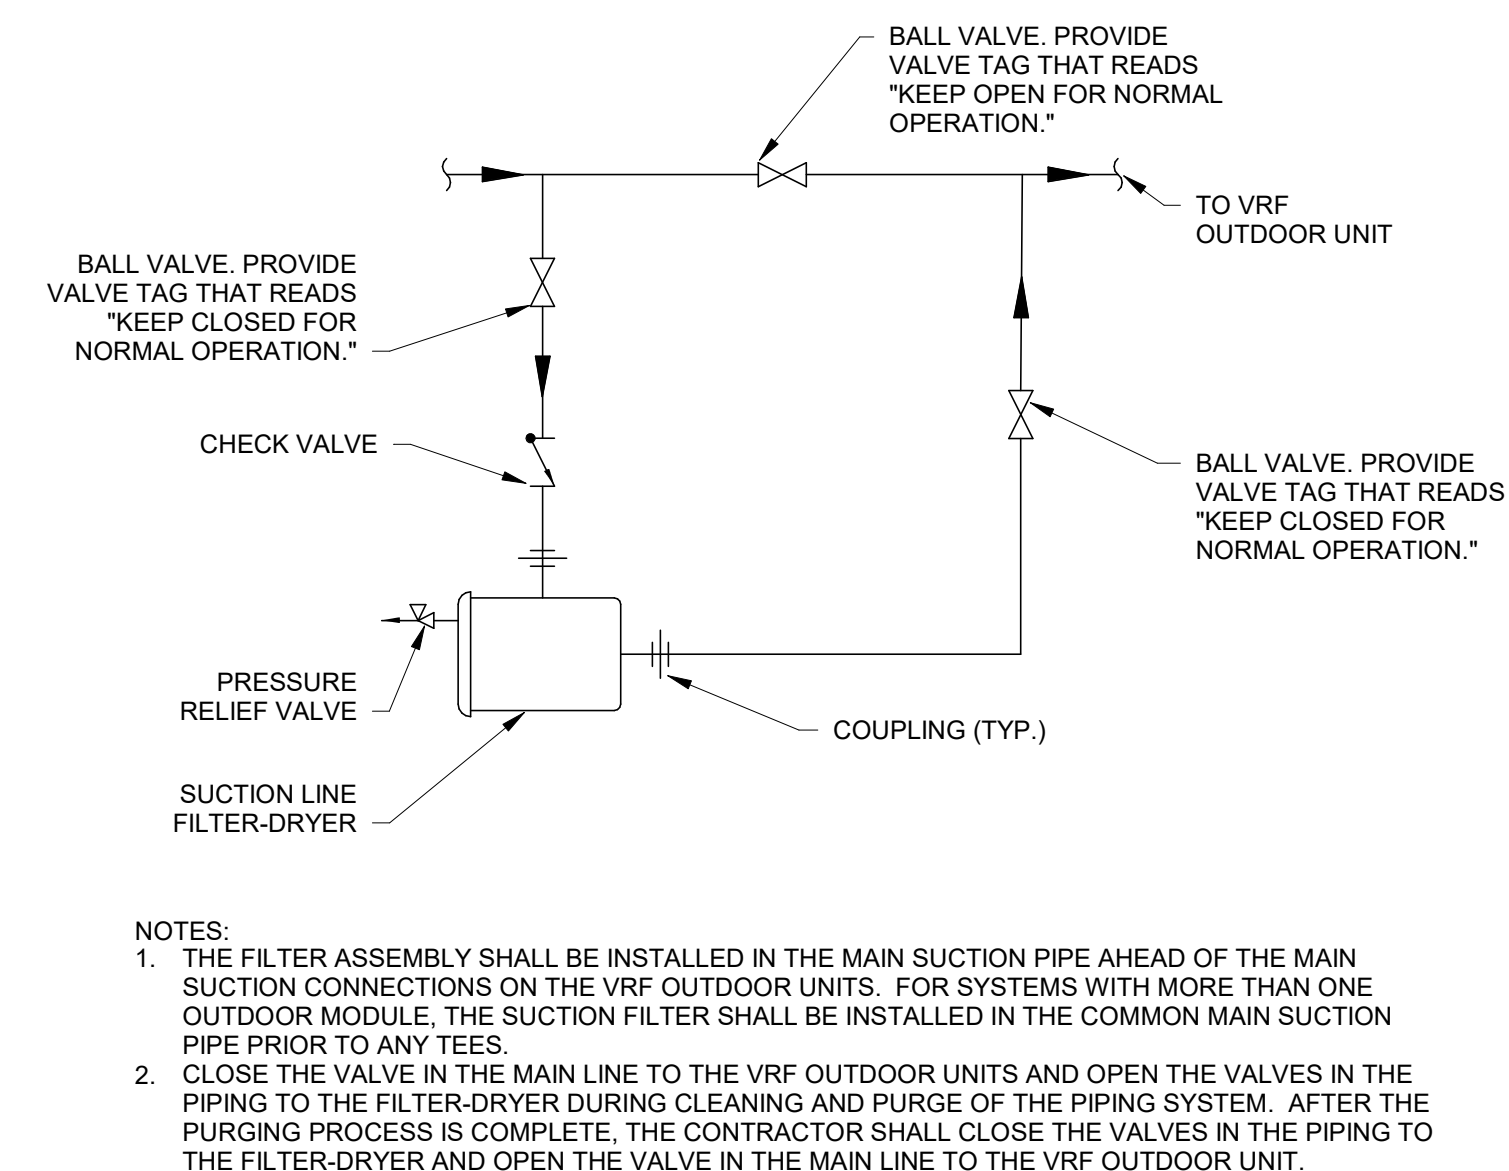 BALL VALVE. PROVIDE
VALVE TAG THAT READS
"KEEP OPEN FOR NORMAL
OPERATION."
TO VRF
OUTDOOR UNIT
BALL VALVE. PROVIDE
VALVE TAG THAT READS
"KEEP CLOSED FOR
NORMAL OPERATION."
CHECK VALVE
BALL VALVE. PROVIDE
VALVE TAG THAT READS
"KEEP CLOSED FOR
NORMAL OPERATION."
PRESSURE
RELIEF VALVE
COUPLING (TYP.)
SUCTION LINE
FILTER-DRYER
NOTES:
1. THE FILTER ASSEMBLY SHALL BE INSTALLED IN THE MAIN SUCTION PIPE AHEAD OF THE MAIN
SUCTION CONNECTIONS ON THE VRF OUTDOOR UNITS. FOR SYSTEMS WITH MORE THAN ONE
OUTDOOR MODULE, THE SUCTION FILTER SHALL BE INSTALLED IN THE COMMON MAIN SUCTION
PIPE PRIOR TO ANY TEES.
2. CLOSE THE VALVE IN THE MAIN LINE TO THE VRF OUTDOOR UNITS AND OPEN THE VALVES IN THE
PIPING TO THE FILTER-DRYER DURING CLEANING AND PURGE OF THE PIPING SYSTEM. AFTER THE
PURGING PROCESS IS COMPLETE, THE CONTRACTOR SHALL CLOSE THE VALVES IN THE PIPING TO
THE FILTER-DRYER AND OPEN THE VALVE IN THE MAIN LINE TO THE VRF OUTDOOR UNIT.